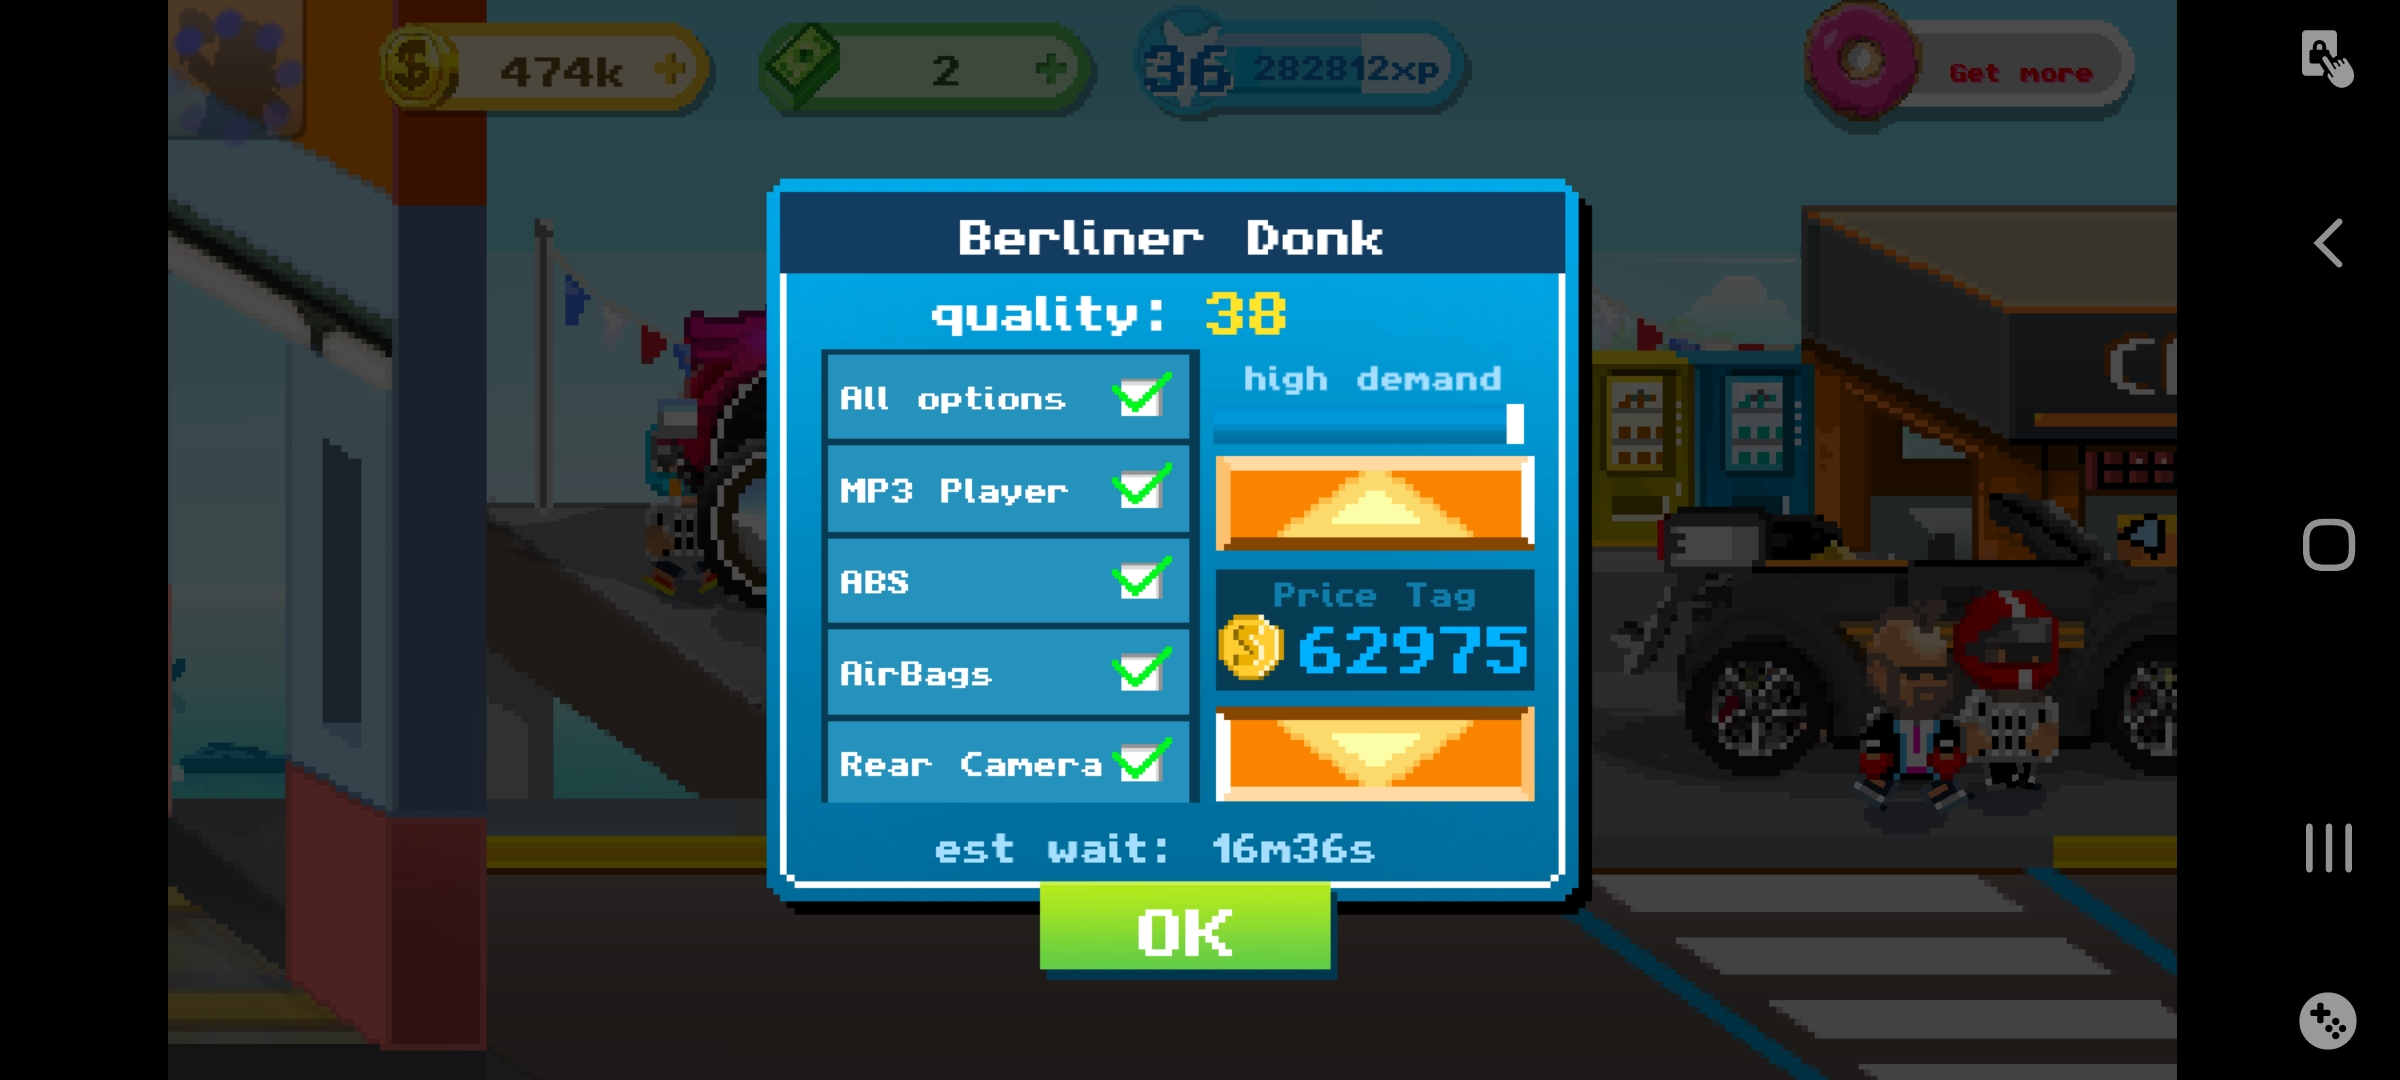 474k
2
36
282812xp
Get more
Berliner Donk
quality: 38
All options
MP3 Player
ABS
AirBags
Rear Camera
high demand
Price Tag
62975
est wait: 16m36s
OK